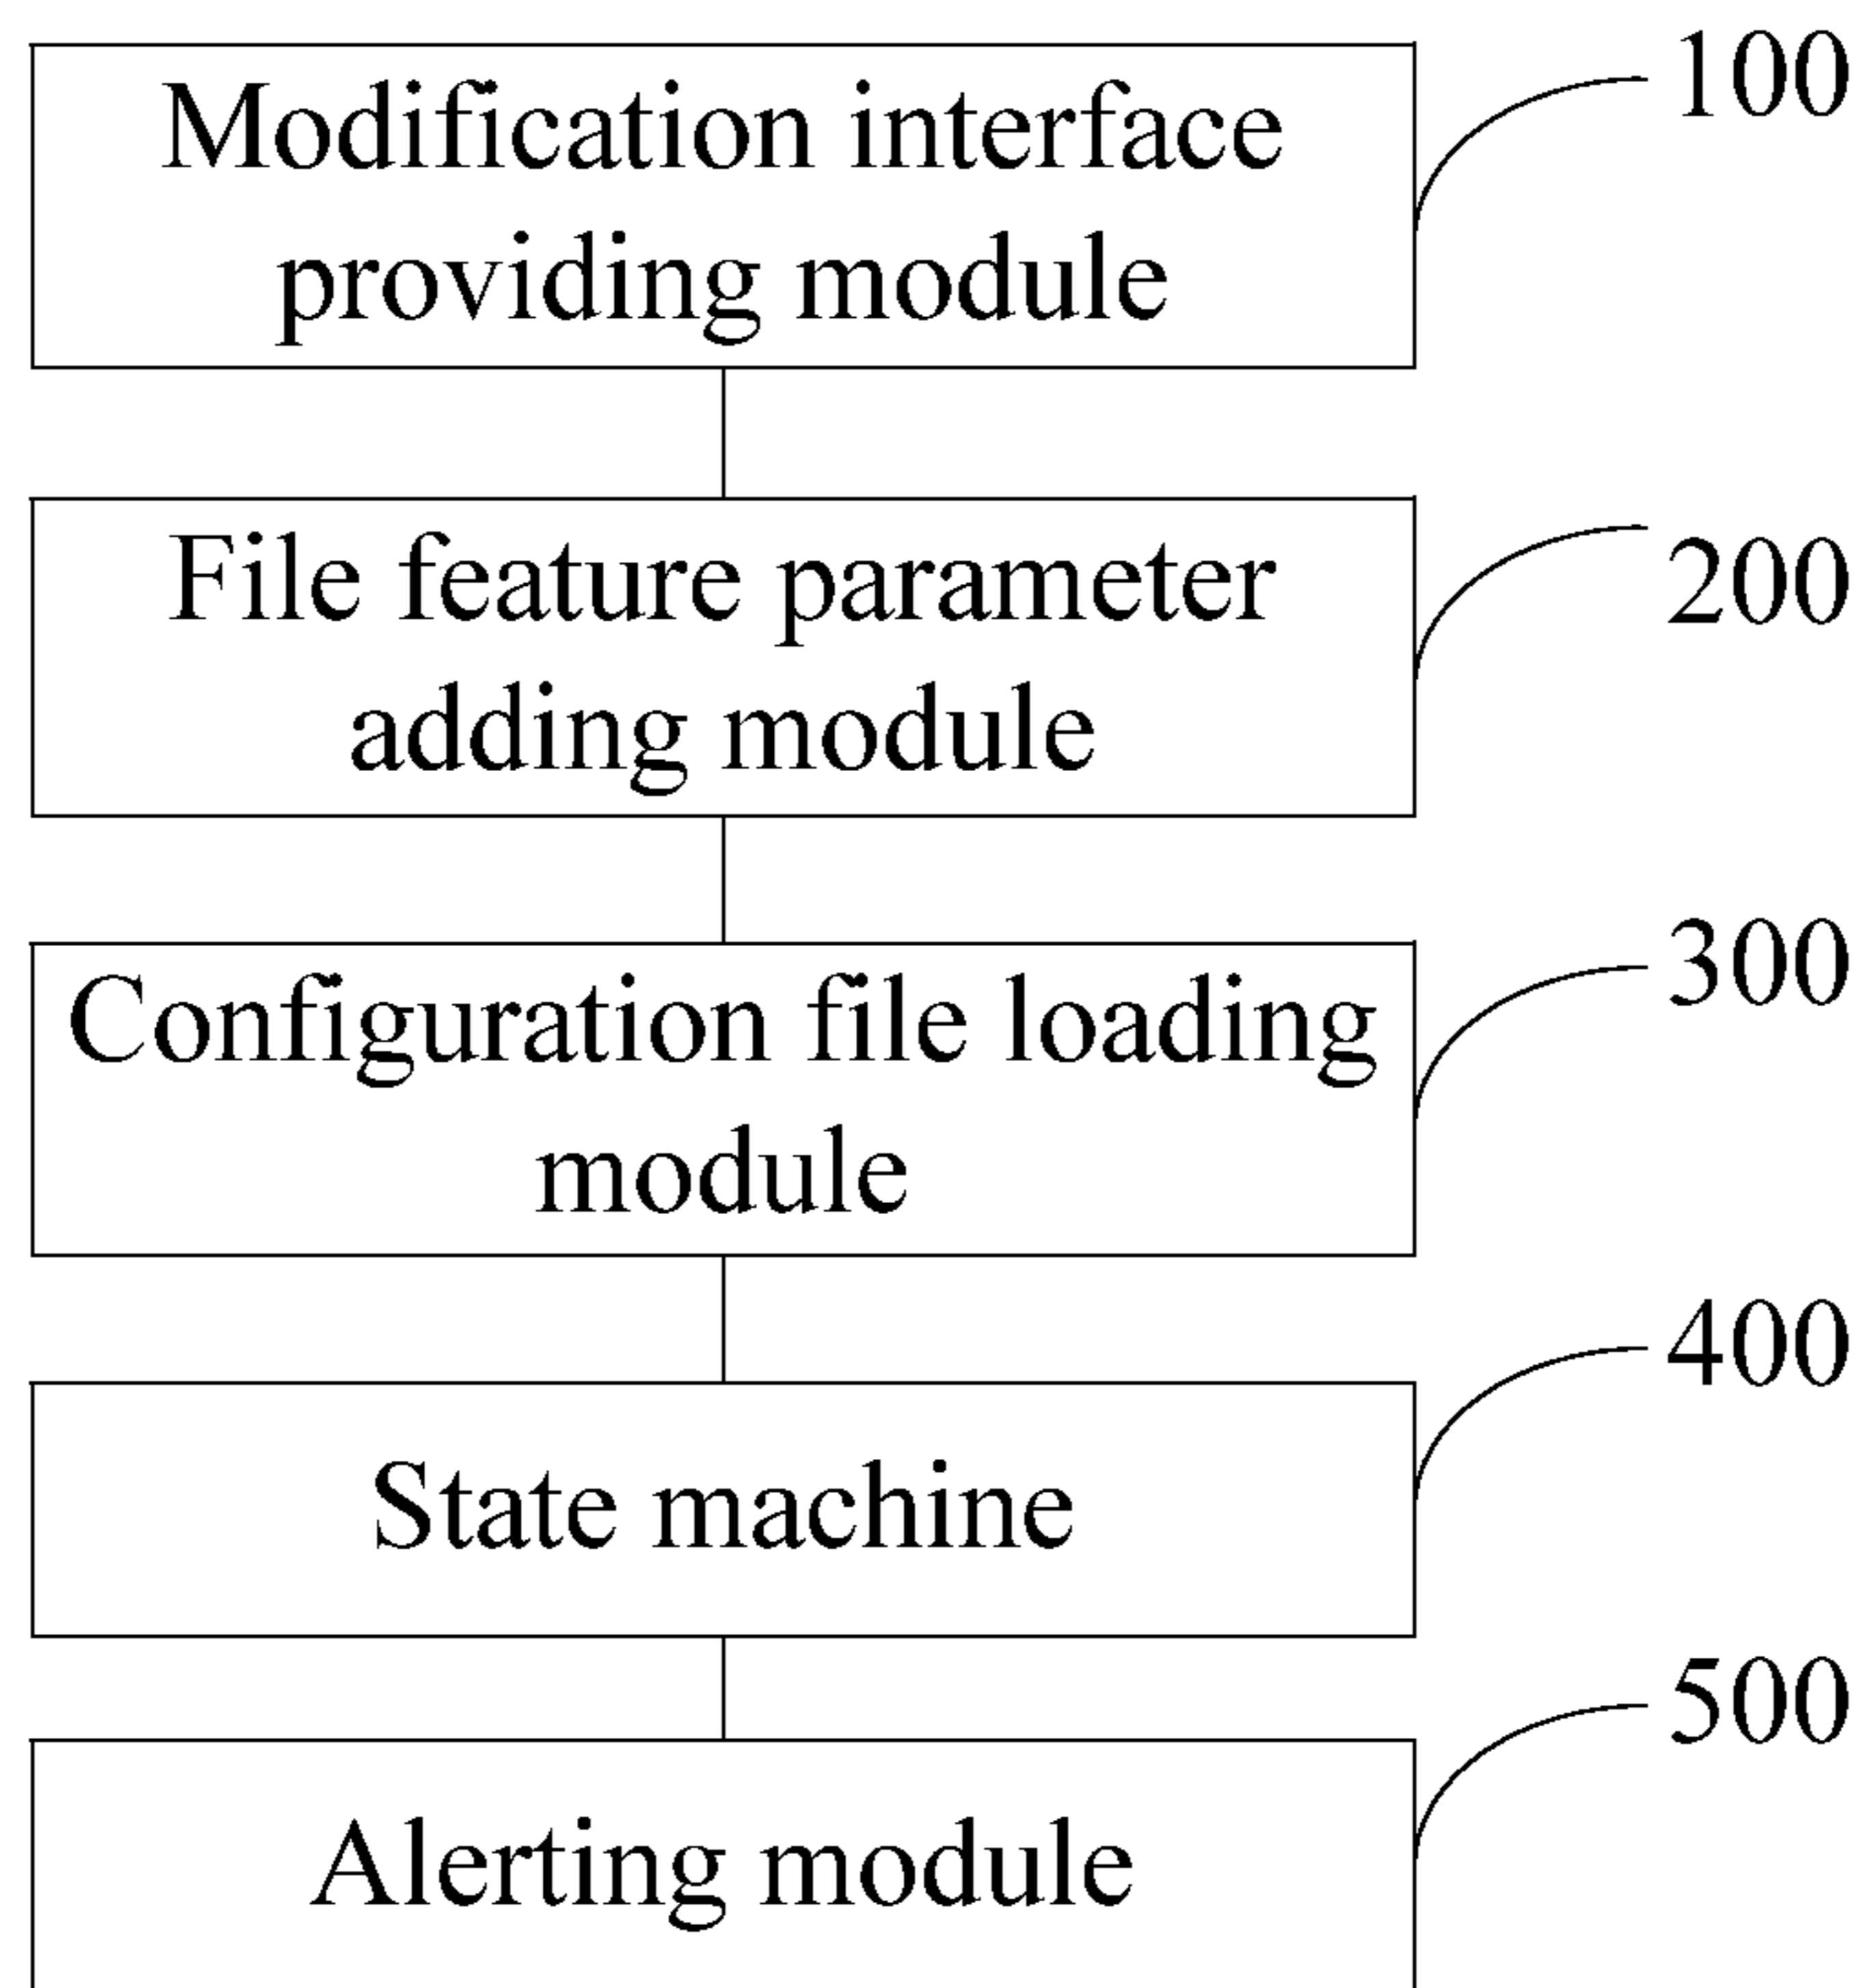 Modification interface
providing module
100
File feature parameter
adding module
200
Configuration file loading
module
300
State machine
400
Alerting module
500